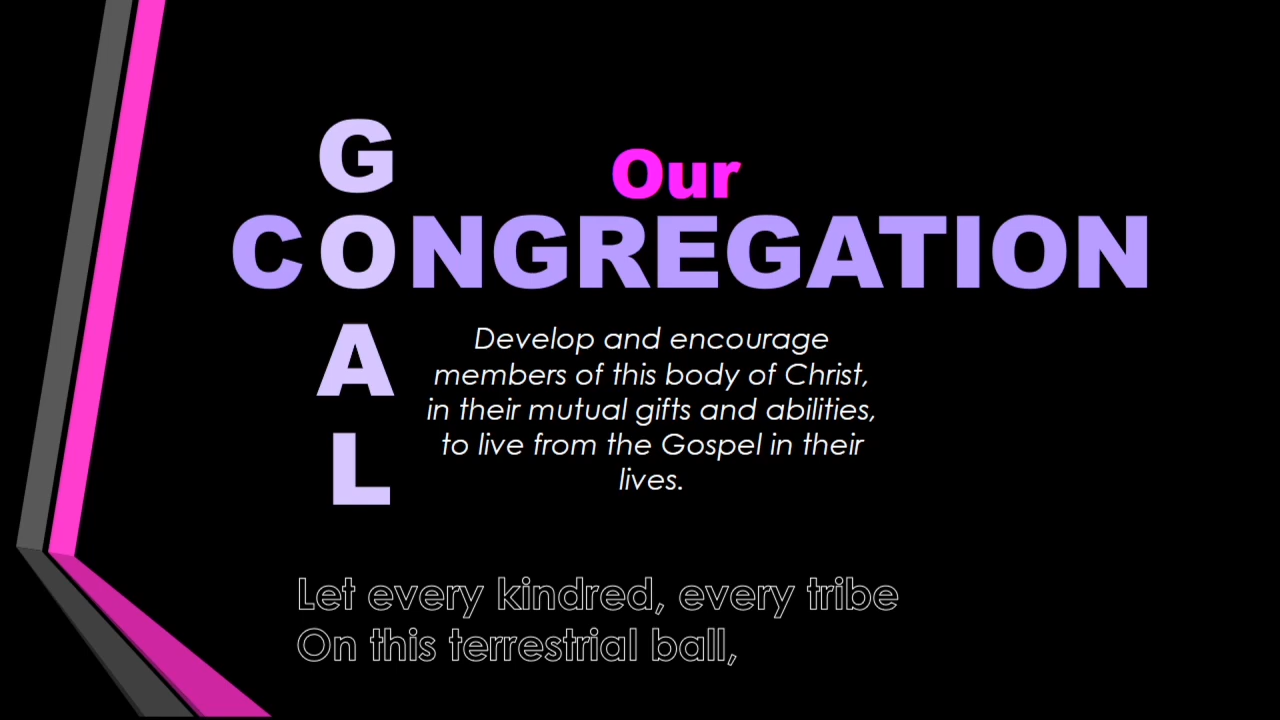 Our
GOAL
CONGREGATION
Develop and encourage
members of this body of Christ,
in their mutual gifts and abilities,
to live from the Gospel in their
lives.
Let every kindred, every tribe
On this terrestrial ball,